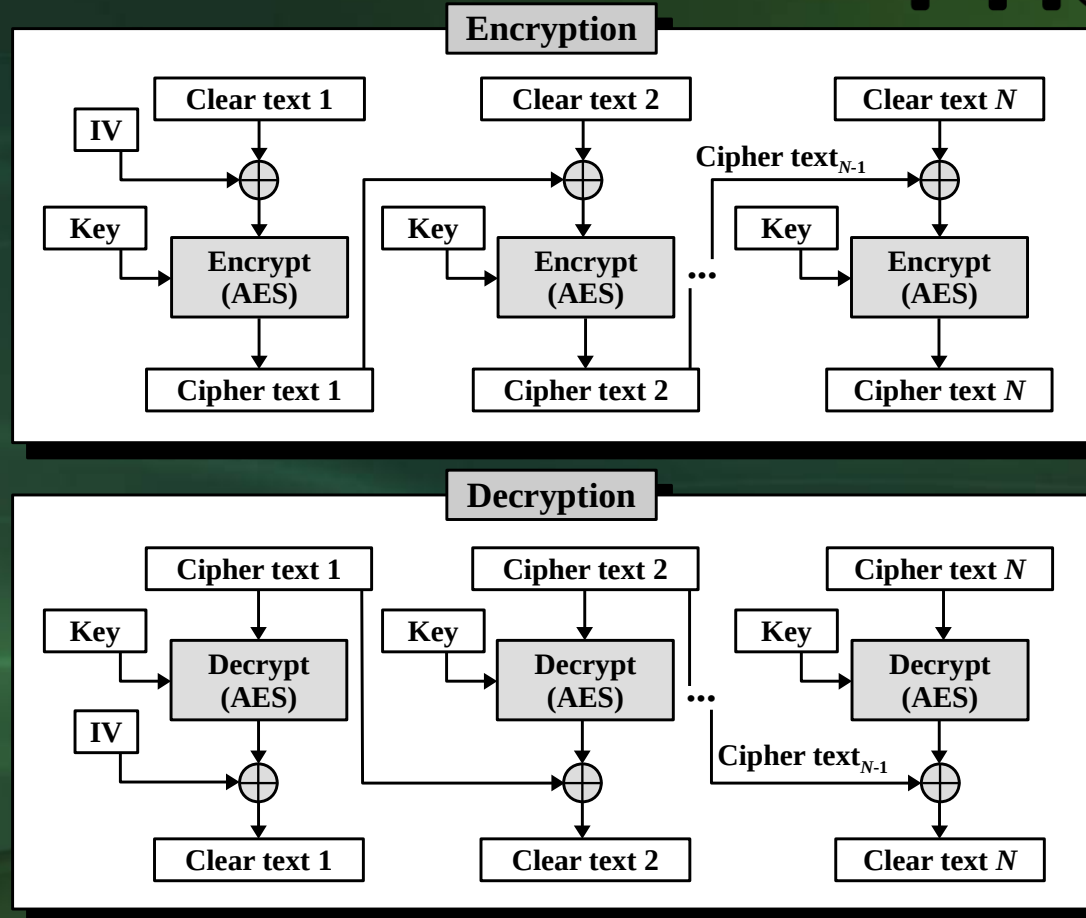 Encryption
Clear text 1
Clear text 2
Clear text N
IV
Cipher textN-1
Key
Key
Key
Encrypt
(AES)
Encrypt
(AES)
...
Encrypt
(AES)
Cipher text 1
Cipher text 2
Cipher text N
Decryption
Cipher text 1
Cipher text 2
Cipher text N
Key
Key
Key
Decrypt
(AES)
Decrypt
(AES)
...
Decrypt
(AES)
IV
Cipher textN-1
Clear text 1
Clear text 2
Clear text N